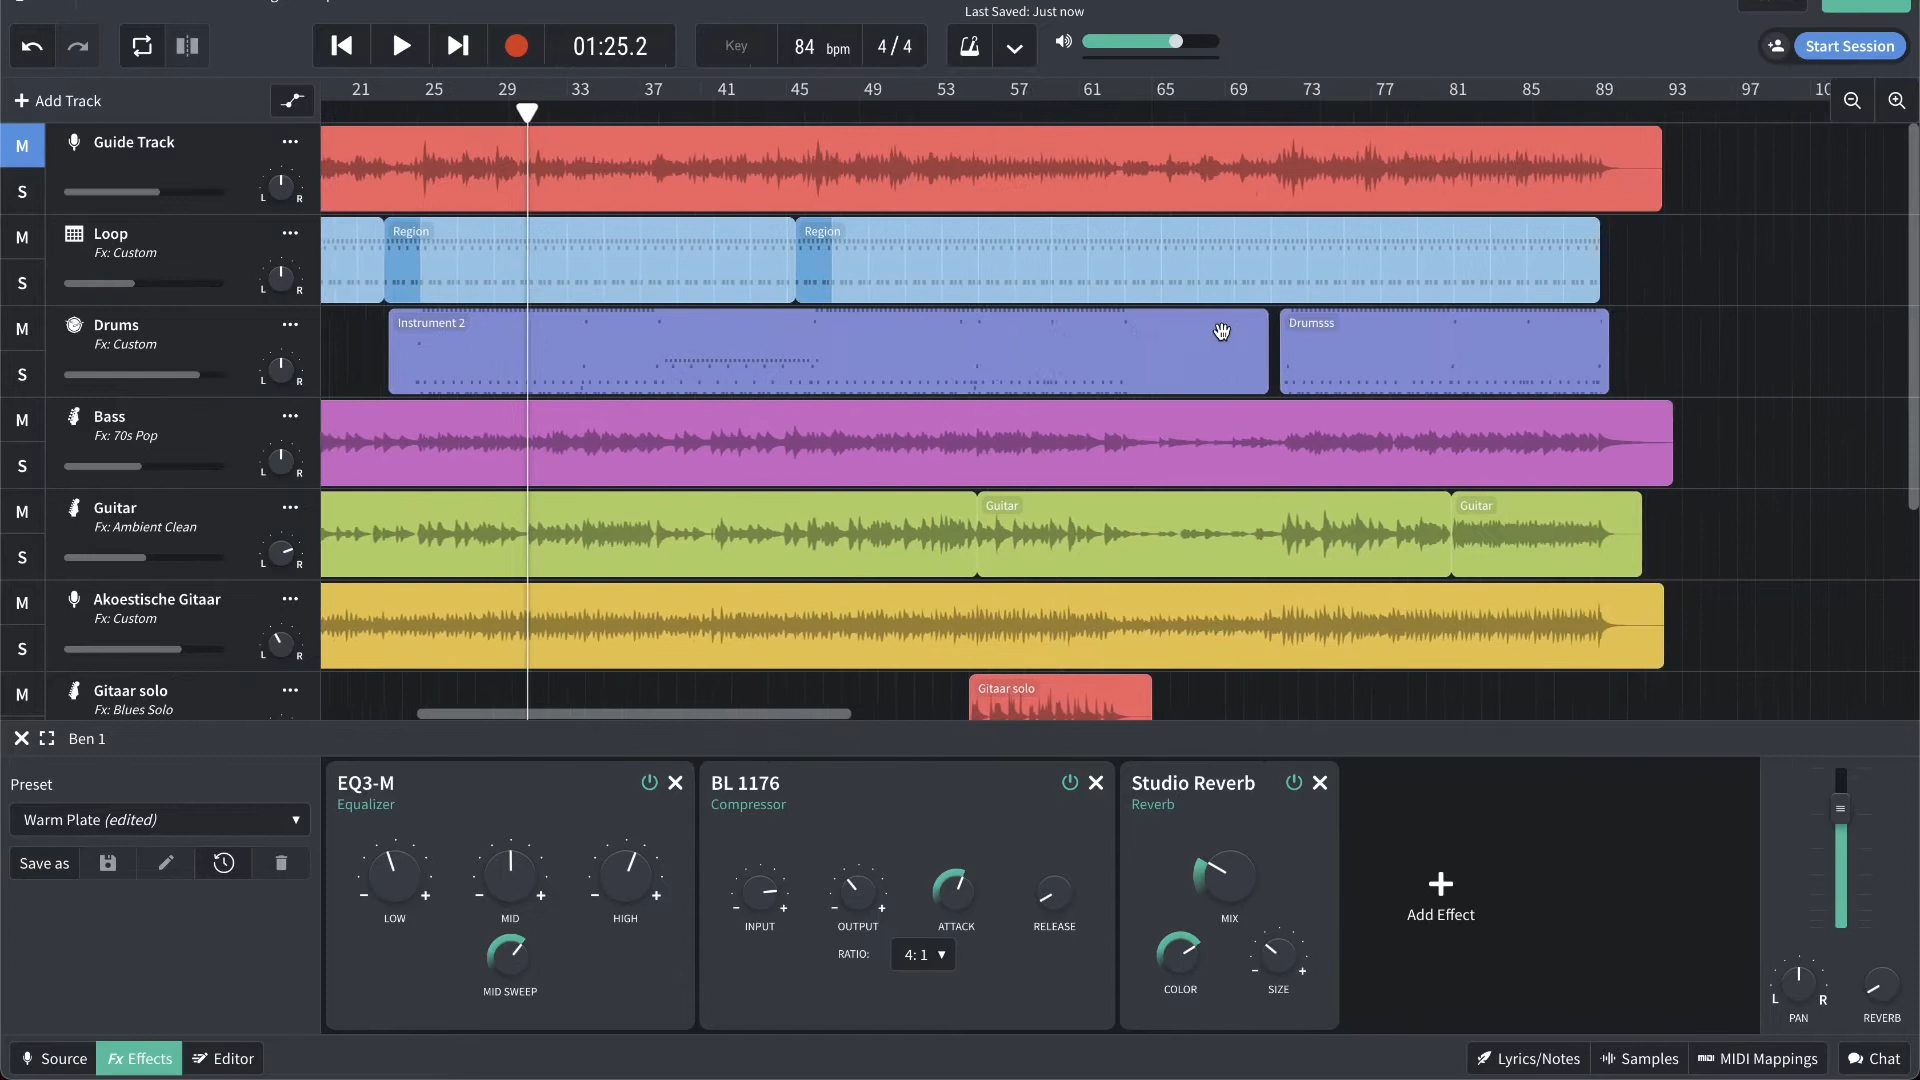 Last Saved: Just now
01:25.2
Key
84 bpm
4 / 4
Start Session
Add Track
21 25 29 33 37 41 45 49 53 57 61 65 69 73 77 81 85 89 93 97
M Guide Track
S L R
M Loop Region Region
Fx: Custom
S L R
M Drums Instrument 2 Drumsss
Fx: Custom
S L R
M Bass
Fx: 70s Pop
S L R
M Guitar Guitar Guitar
Fx: Ambient Clean
S L R
M Akoestische Gitaar
Fx: Custom
S L R
M Gitaar solo Gitaar solo
Fx: Blues Solo
Ben 1
Preset
Warm Plate (edited)
Save as
EQ3-M
Equalizer
LOW MID HIGH
MID SWEEP
BL 1176
Compressor
INPUT OUTPUT ATTACK RELEASE
RATIO: 4: 1
Studio Reverb
Reverb
MIX
COLOR SIZE
Add Effect
L R
PAN REVERB
Source Fx Effects Editor
Lyrics/Notes Samples MIDI MIDI Mappings Chat